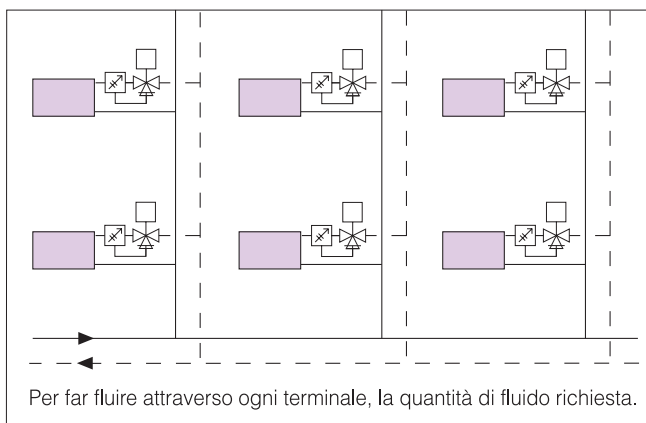 Per far fluire attraverso ogni terminale, la quantità di fluido richiesta.